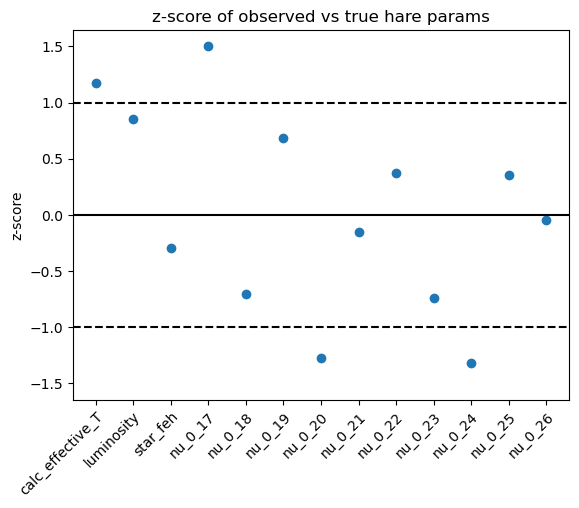 z-score of observed vs true hare params
z-score
1.5
1.0
0.5
0.0
−0.5
−1.0
−1.5
calc_effective_T
luminosity
star_feh
nu_0_17
nu_0_18
nu_0_19
nu_0_20
nu_0_21
nu_0_22
nu_0_23
nu_0_24
nu_0_25
nu_0_26